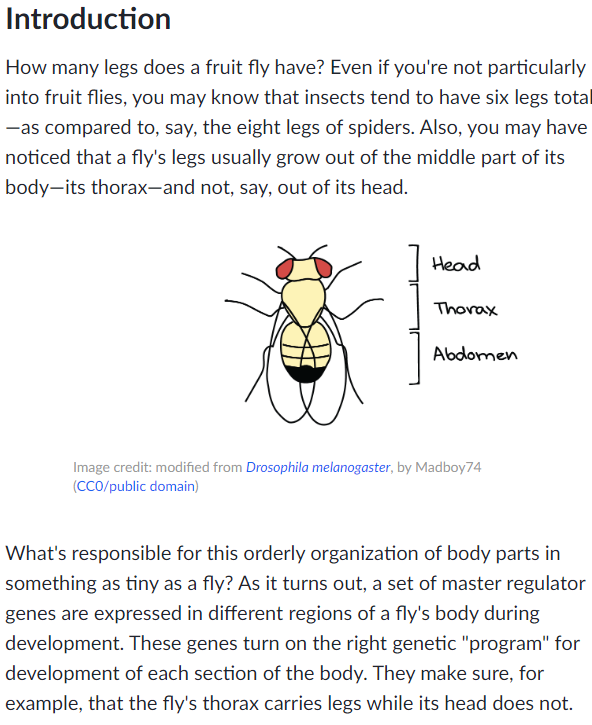 Introduction
How many legs does a fruit fly have? Even if you're not particularly
into fruit flies, you may know that insects tend to have six legs total
—as compared to, say, the eight legs of spiders. Also, you may have
noticed that a fly's legs usually grow out of the middle part of its
body—its thorax—and not, say, out of its head.
Head
Thorax
Abdomen
Image credit: modified from Drosophila melanogaster, by Madboy74
(CC0/public domain)
What's responsible for this orderly organization of body parts in
something as tiny as a fly? As it turns out, a set of master regulator
genes are expressed in different regions of a fly's body during
development. These genes turn on the right genetic "program" for
development of each section of the body. They make sure, for
example, that the fly's thorax carries legs while its head does not.